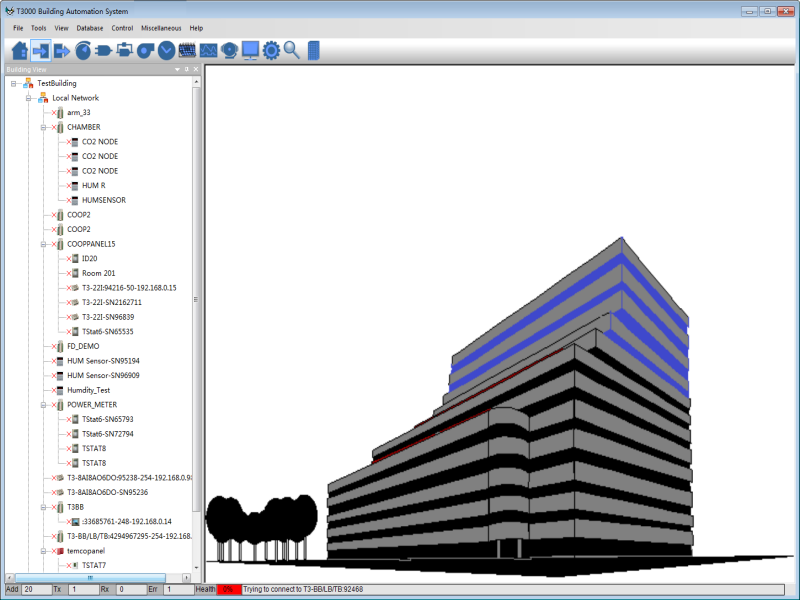 T3000 Building Automation System
File Tools View Database Control Miscellaneous Help
Building View
TestBuilding
Local Network
arm_33
CHAMBER
CO2 NODE
CO2 NODE
CO2 NODE
HUM R
HUMSENSOR
COOP2
COOP2
COOPPANEL15
ID20
Room 201
T3-22I:94216-50-192.168.0.15
T3-22I-SN2162711
T3-22I-SN96839
TStat6-SN65535
FD_DEMO
HUM Sensor-SN95194
HUM Sensor-SN96909
Humdity_Test
POWER_METER
TStat6-SN65793
TStat6-SN72794
TSTAT8
TSTAT8
T3-8AI8AO6DO:95238-254-192.168.0.98
T3-8AI8AO6DO-SN95236
T3BB
:33685761-248-192.168.0.14
T3-BB/LB/TB:4294967295-254-192.168.
temcopanel
TSTAT7
Add 20 Tx 1 Rx 0 Err 1 Health 0% Trying to connect to T3-BB/LB/TB:92468